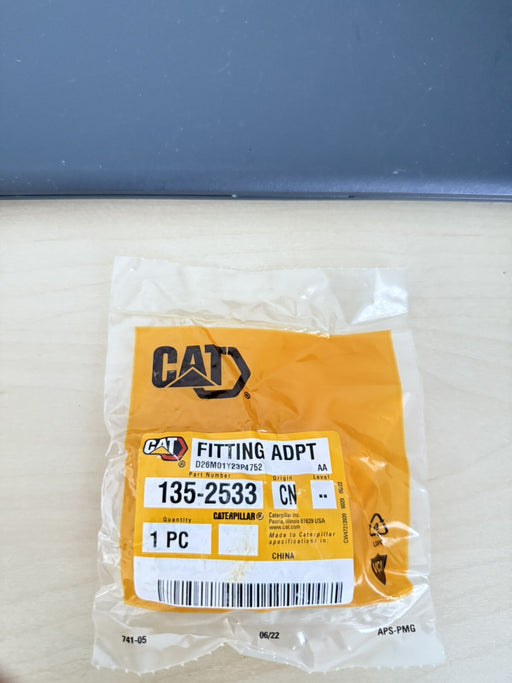 CAT
CAT FITTING ADPT
D26M01Y23P4752 AA
Part Number Origin Level
135-2533 CN --
Quantity CATERPILLAR
Caterpillar Inc.
Peoria, Illinois 61629 USA
www.cat.com
1 PC
Made to Caterpillar
specifications in:
CHINA
741-05 06/22 APS-PMG